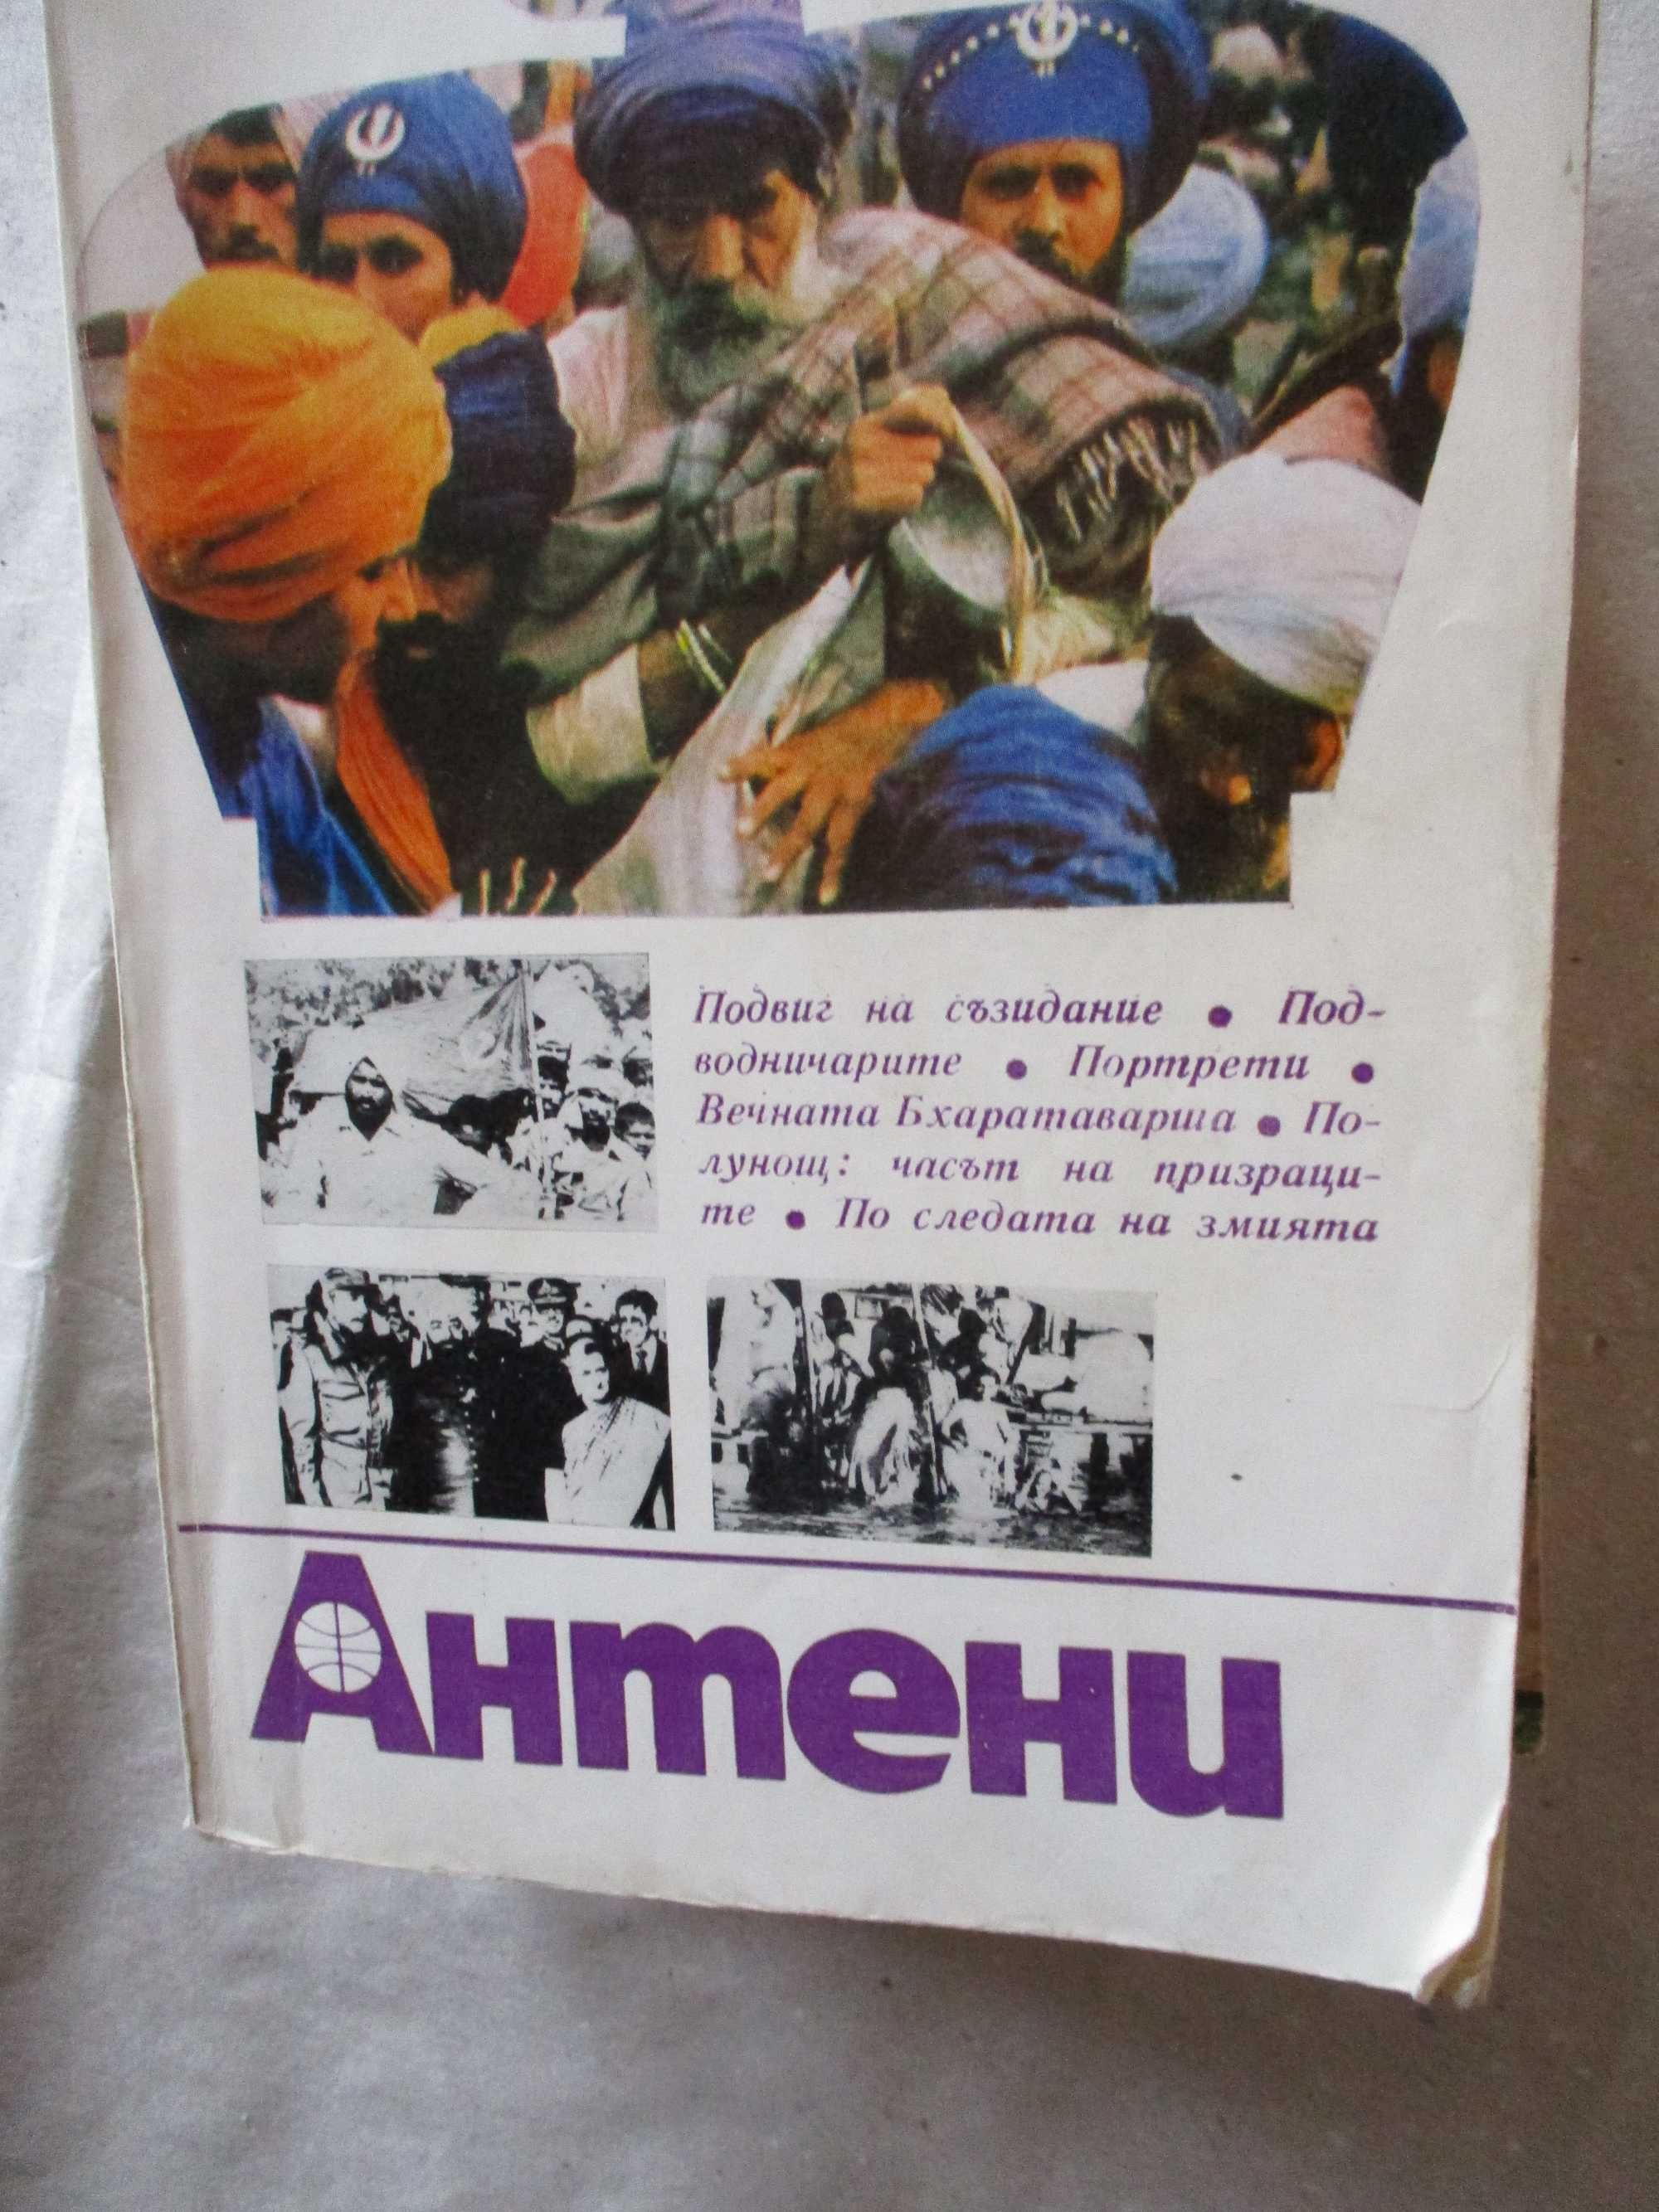 Подвиг на съзидание ● Под-
водничарите ● Портрети ●
Вечната Бхаратаварша ● По-
лунощ: часът на призраци-
те ● По следата на змията
Антени